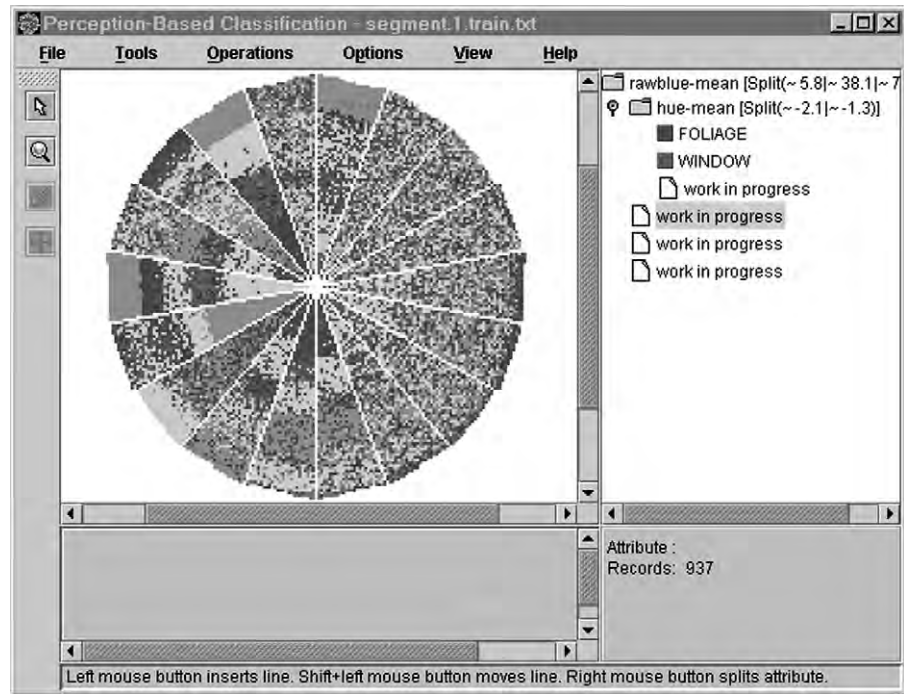 Perception-Based Classification - segment.1.train.txt
File Tools Operations Options View Help
rawblue-mean [Split(~ 5.8|~ 38.1|~ 7
hue-mean [Split(~ -2.1|~ -1.3)]
FOLIAGE
WINDOW
work in progress
work in progress
work in progress
work in progress
Attribute :
Records: 937
Left mouse button inserts line. Shift+left mouse button moves line. Right mouse button splits attribute.